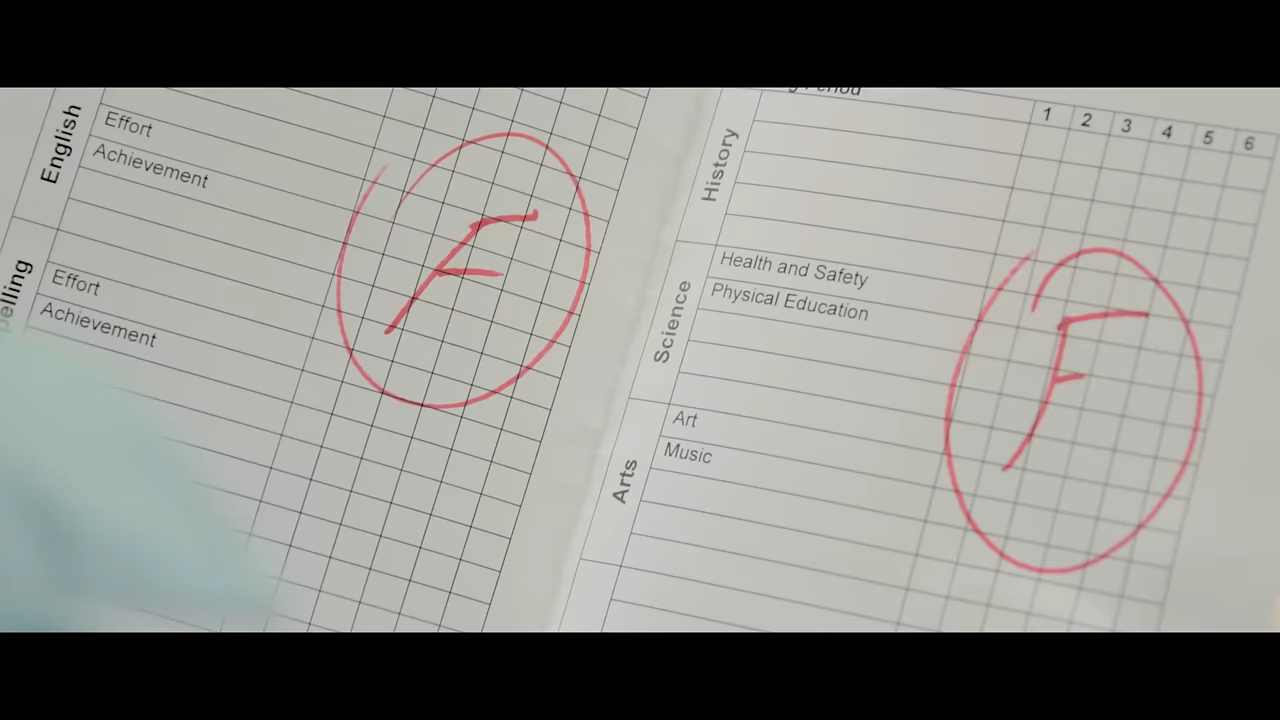 English
Effort
Achievement
F
Effort
Achievement
Period
1 2 3 4 5 6
History
Science
Health and Safety
Physical Education
F
Arts
Art
Music